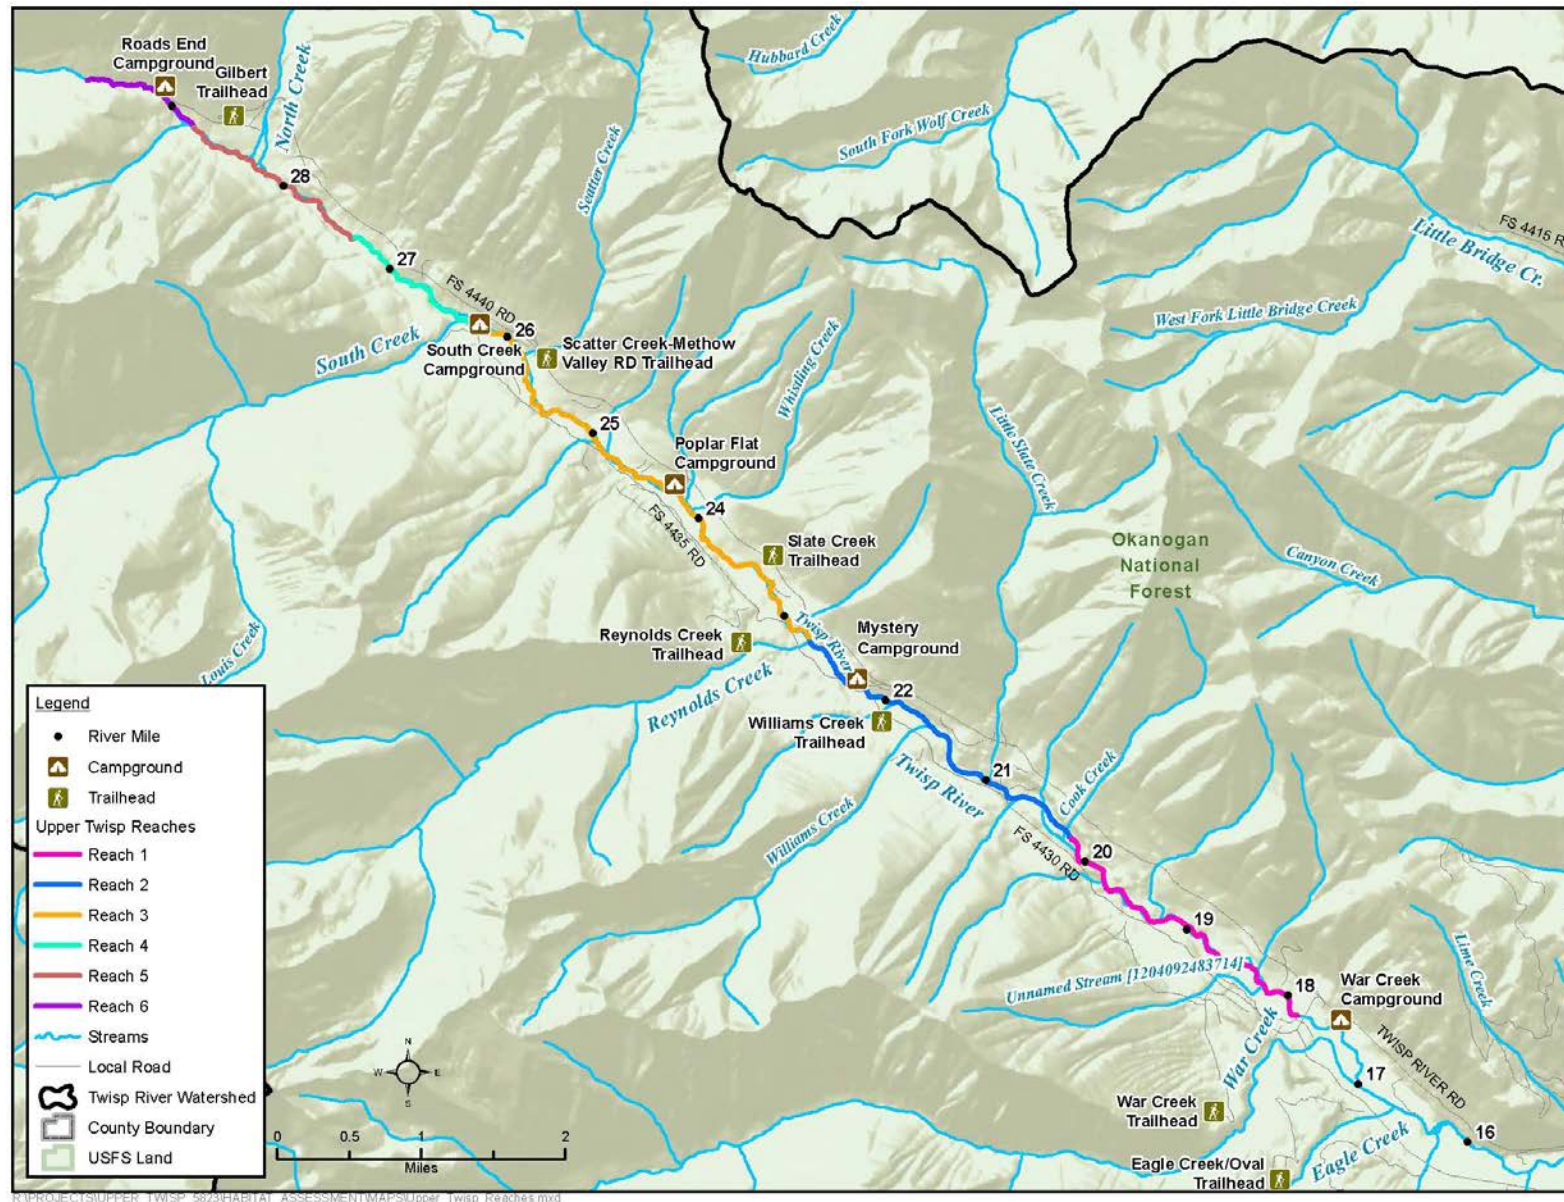 Roads End
Campground
Gilbert
Trailhead
North Creek
Hubbard Creek
South Fork Wolf Creek
Scatter Creek
28
27
FS 4440 RD
26
South Creek
South Creek
Campground
Scatter Creek-Methow
Valley RD Trailhead
Whistling Creek
FS 4415 R
Little Bridge Cr.
West Fork Little Bridge Creek
25
Poplar Flat
Campground
24
FS 4435 RD
Slate Creek
Trailhead
Little Slate Creek
Okanogan
National
Forest
Canyon Creek
Louis Creek
Reynolds Creek
Trailhead
Twisp River
Mystery
Campground
Reynolds Creek
22
Williams Creek
Trailhead
Twisp River
21
Cook Creek
Williams Creek
FS 4430 RD
20
19
Unnamed Stream [1204092483714]
18
War Creek
Campground
Lime Creek
War Creek
TWISP RIVER RD
17
War Creek
Trailhead
16
Eagle Creek
Eagle Creek/Oval
Trailhead
Legend
River Mile
Campground
Trailhead
Upper Twisp Reaches
Reach 1
Reach 2
Reach 3
Reach 4
Reach 5
Reach 6
Streams
Local Road
Twisp River Watershed
County Boundary
USFS Land
N
W E
S
0 0.5 1 2
Miles
R:\PROJECTS\UPPER_TWISP_5823\HABITAT_ASSESSMENT\MAPS\Upper_Twisp_Reaches.mxd